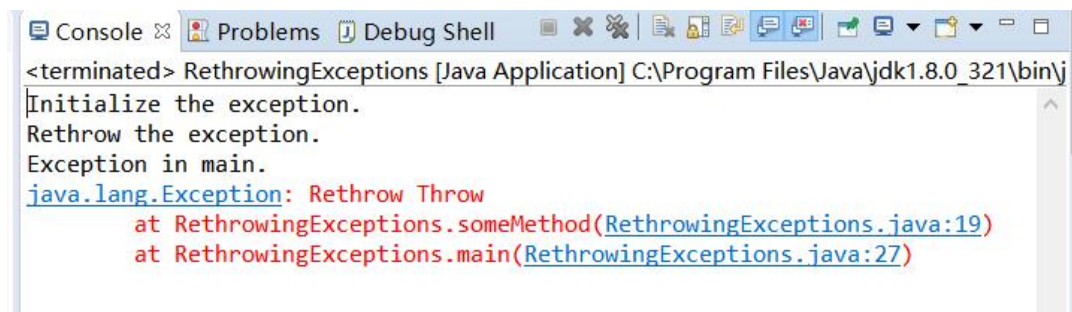 Console Problems Debug Shell
<terminated> RethrowingExceptions [Java Application] C:\Program Files\Java\jdk1.8.0_321\bin\j
Initialize the exception.
Rethrow the exception.
Exception in main.
java.lang.Exception: Rethrow Throw
at RethrowingExceptions.someMethod(RethrowingExceptions.java:19)
at RethrowingExceptions.main(RethrowingExceptions.java:27)